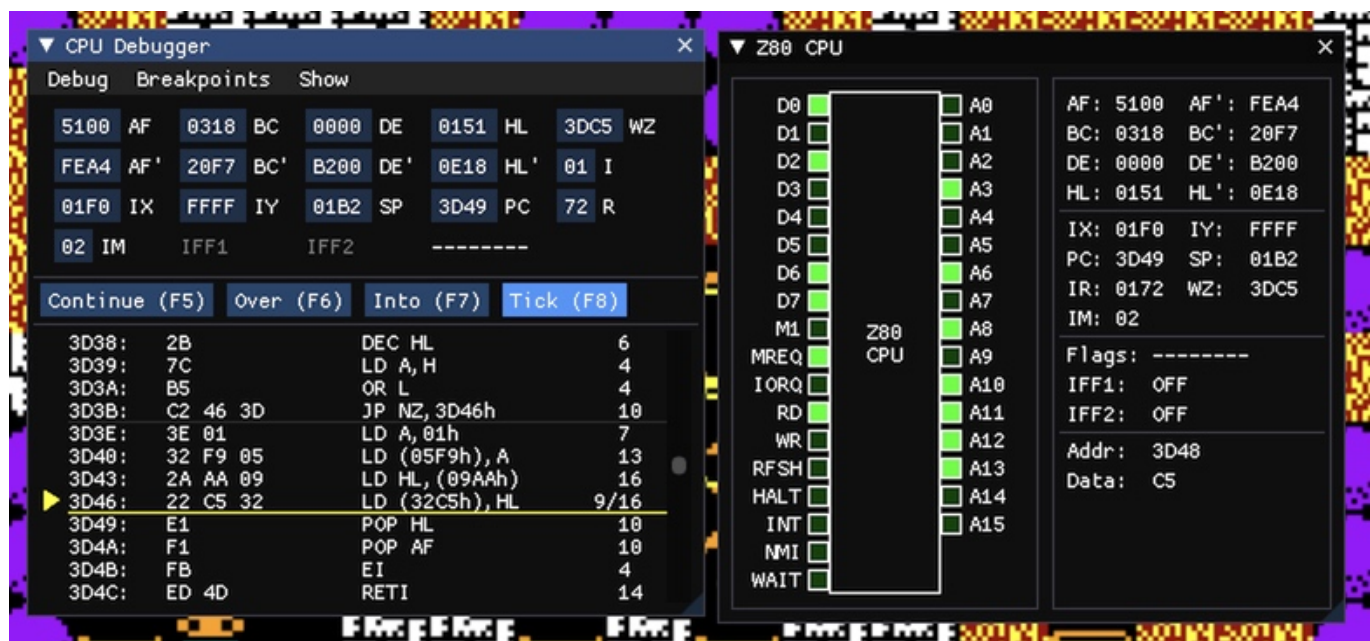 ▼ CPU Debugger ×
Debug Breakpoints Show
5100 AF 0318 BC 0000 DE 0151 HL 3DC5 WZ
FEA4 AF' 20F7 BC' B200 DE' 0E18 HL' 01 I
01F0 IX FFFF IY 01B2 SP 3D49 PC 72 R
02 IM IFF1 IFF2 --------
Continue (F5) Over (F6) Into (F7) Tick (F8)
3D38: 2B DEC HL 6
3D39: 7C LD A,H 4
3D3A: B5 OR L 4
3D3B: C2 46 3D JP NZ,3D46h 10
3D3E: 3E 01 LD A,01h 7
3D40: 32 F9 05 LD (05F9h),A 13
3D43: 2A AA 09 LD HL,(09AAh) 16
3D46: 22 C5 32 LD (32C5h),HL 9/16
3D49: E1 POP HL 10
3D4A: F1 POP AF 10
3D4B: FB EI 4
3D4C: ED 4D RETI 14
▼ Z80 CPU ×
D0 A0
D1 A1
D2 A2
D3 A3
D4 A4
D5 A5
D6 A6
D7 A7
M1 Z80 A8
MREQ CPU A9
IORQ A10
RD A11
WR A12
RFSH A13
HALT A14
INT A15
NMI
WAIT
AF: 5100 AF': FEA4
BC: 0318 BC': 20F7
DE: 0000 DE': B200
HL: 0151 HL': 0E18
IX: 01F0 IY: FFFF
PC: 3D49 SP: 01B2
IR: 0172 WZ: 3DC5
IM: 02
Flags: --------
IFF1: OFF
IFF2: OFF
Addr: 3D48
Data: C5